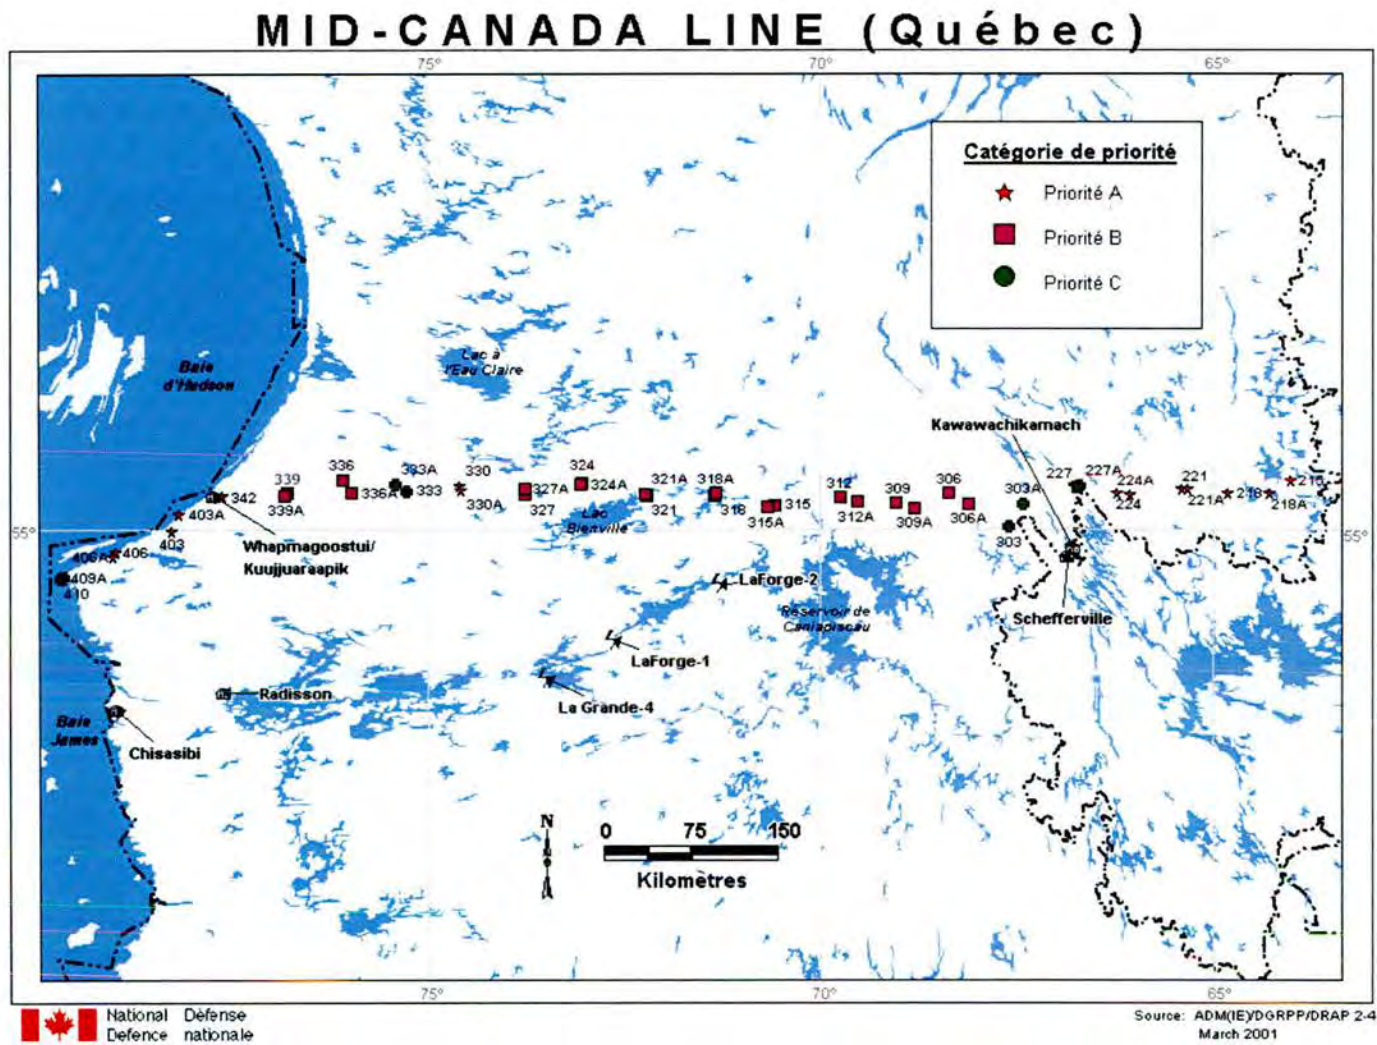 MID-CANADA LINE (Québec)
75° 70° 65°
Catégorie de priorité
Priorité A
Priorité B
Priorité C
Baie
d'Hudson
Lac à
l'Eau Claire
Kawawachikamach
339
336
333A
330
324
321A
318A
312
309
306
303A
227
227A
224A
221
215
342
339A
336A
333
330A
327A
327
324A
321
318
315
315A
312A
309A
306A
303
224
221A
218
218A
403A
403
406
406A
409A
410
Lac
Bienville
55°
55°
Whapmagoostui/
Kuujjuaraapik
LaForge-2
Réservoir de
Caniapiscau
Schefferville
LaForge-1
La Grande-4
Radisson
Baie
James
Chisasibi
N
0 75 150
Kilomètres
75° 70° 65°
National Défense
Defence nationale
Source: ADM(IE)/DGRPP/DRAP 2-4
March 2001